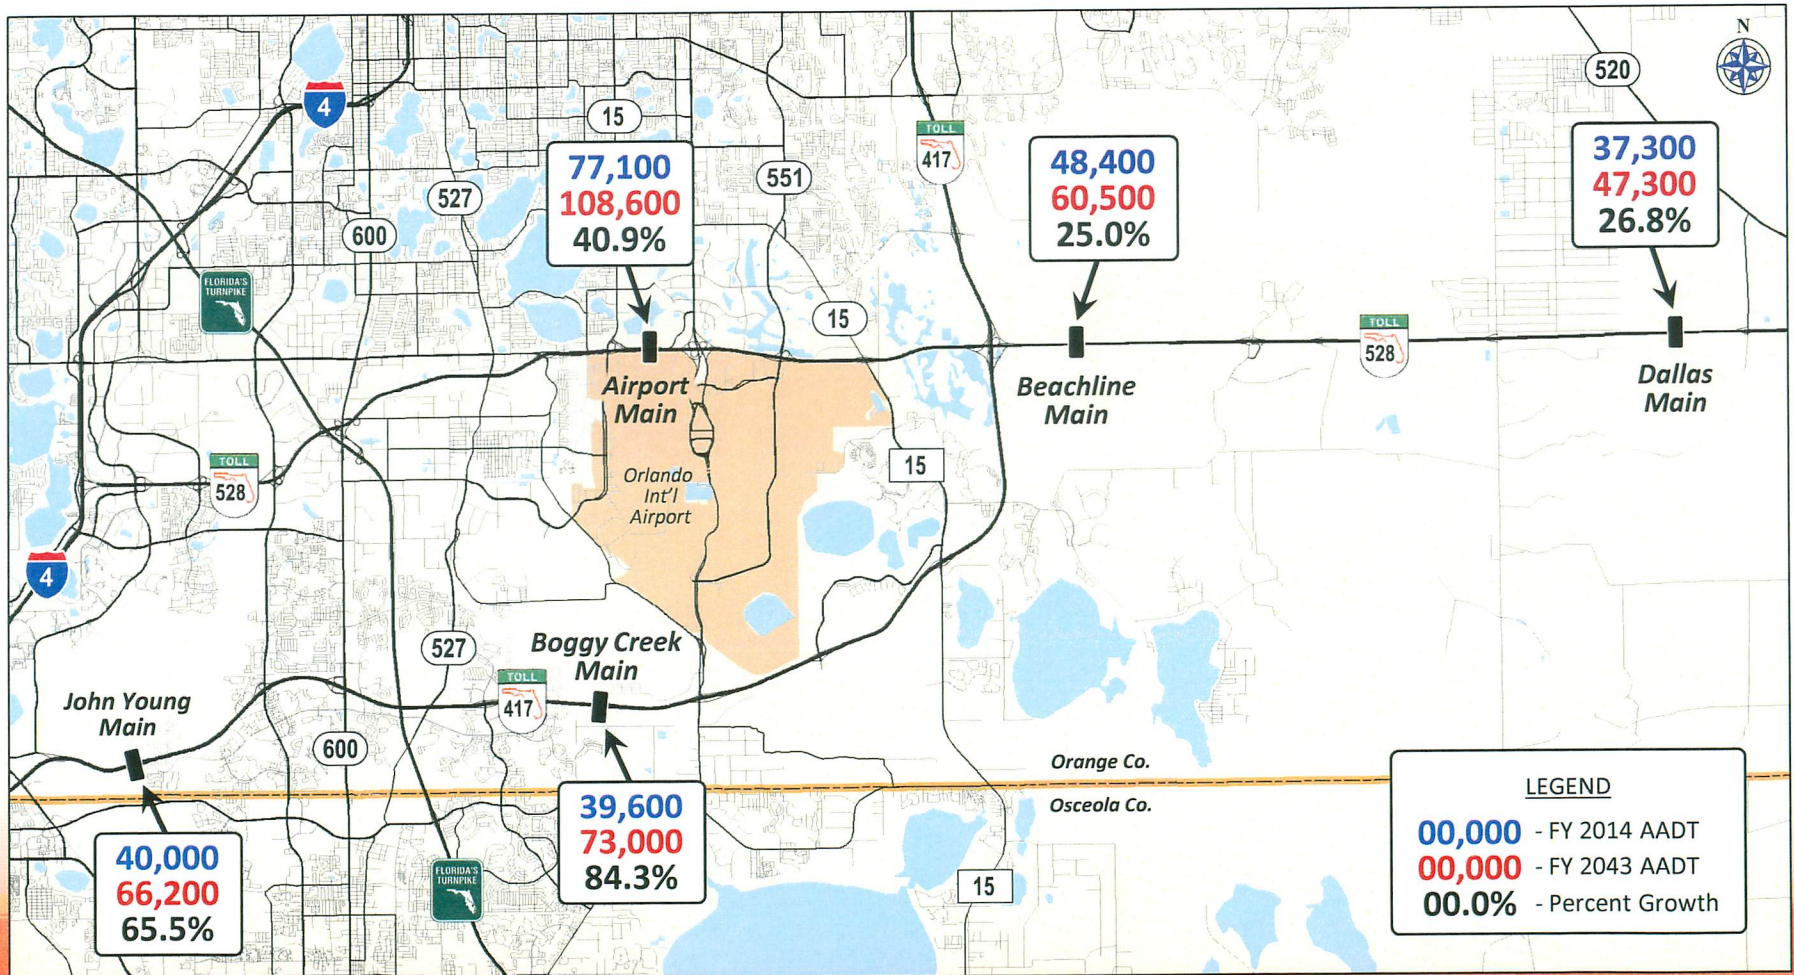 N
520
4
15
TOLL
417
77,100
108,600
40.9%
48,400
60,500
25.0%
37,300
47,300
26.8%
551
527
600
FLORIDA'S
TURNPIKE
15
TOLL
528
Airport
Main
Beachline
Main
Dallas
Main
TOLL
528
15
Orlando
Int'l
Airport
4
527
Boggy Creek
Main
TOLL
417
John Young
Main
600
Orange Co.
Osceola Co.
39,600
73,000
84.3%
40,000
66,200
65.5%
FLORIDA'S
TURNPIKE
15
LEGEND
00,000 - FY 2014 AADT
00,000 - FY 2043 AADT
00.0% - Percent Growth